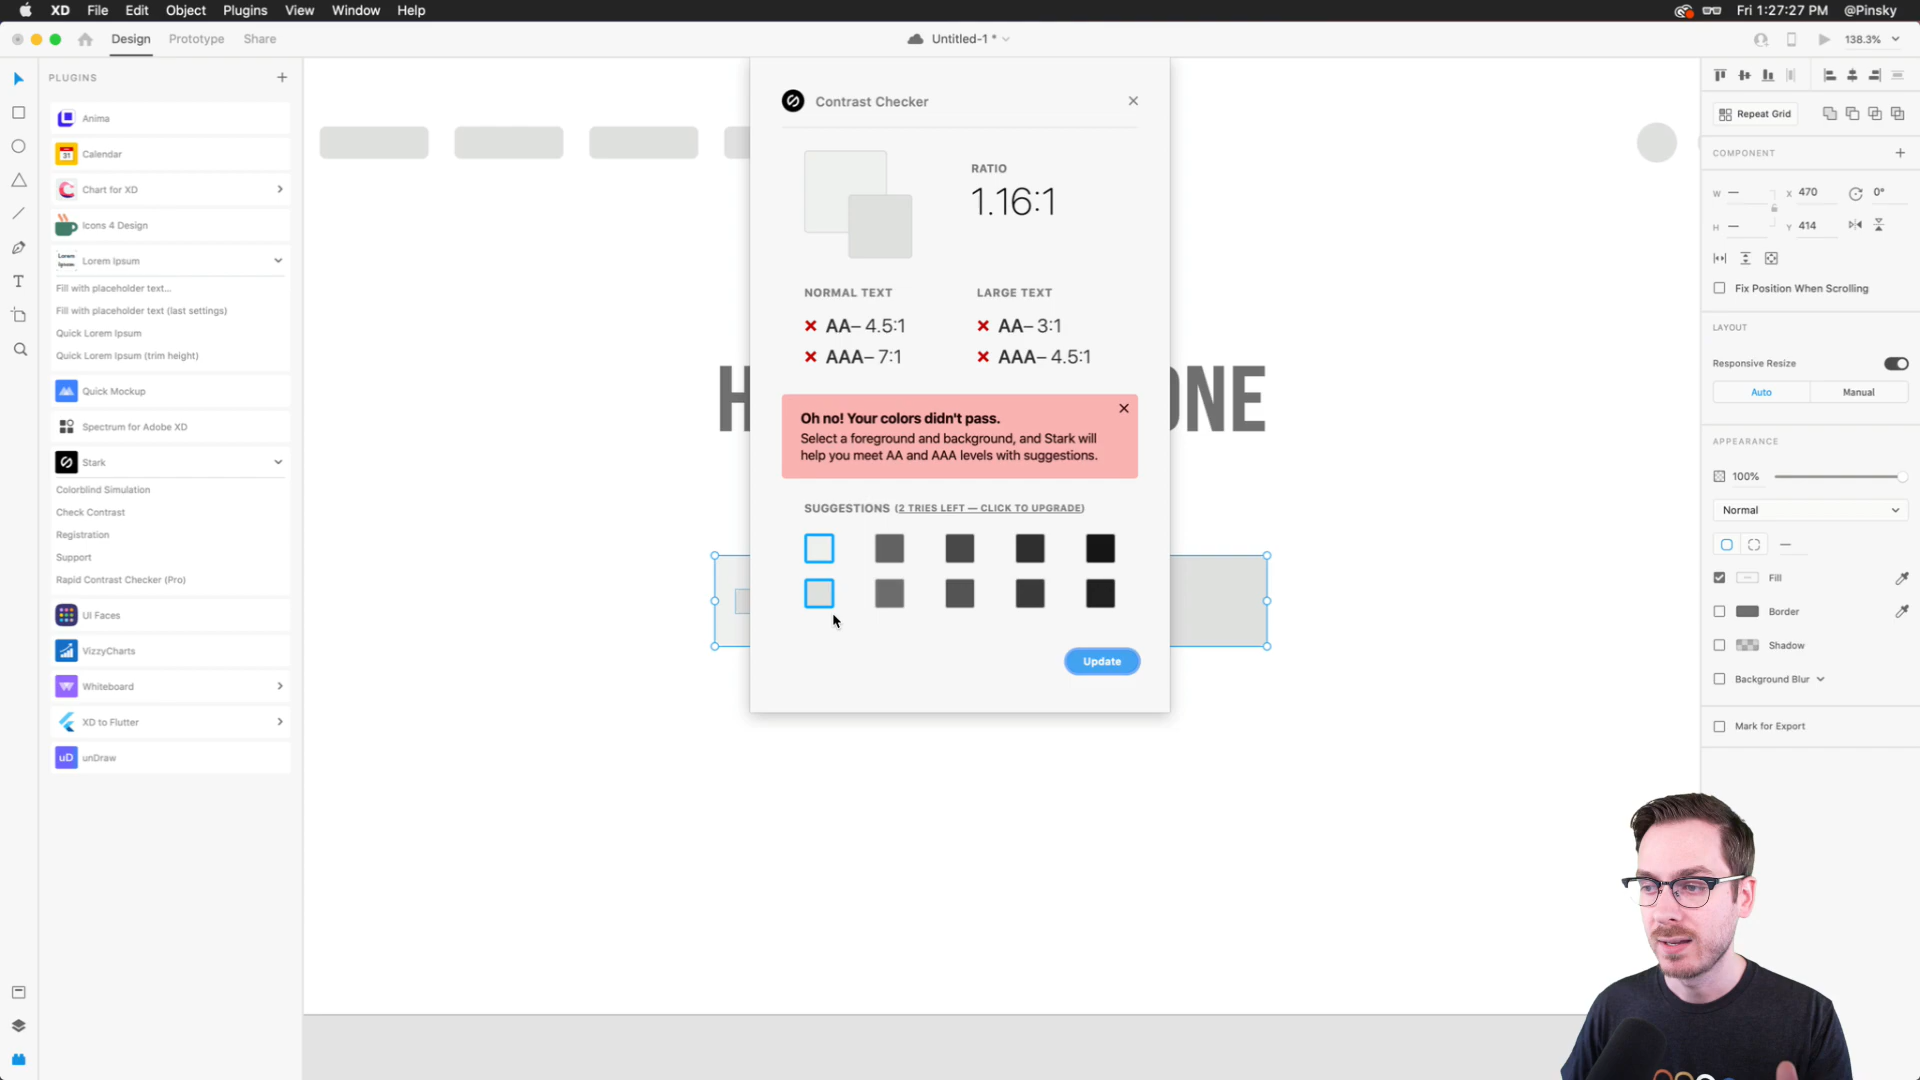 XD File Edit Object Plugins View Window Help
Fri 1:27:27 PM @Pinsky
Design Prototype Share
Untitled-1 *
138.3%
PLUGINS
Anima
31 Calendar
Chart for XD
Icons 4 Design
Lorem Ipsum Lorem Ipsum
Fill with placeholder text...
Fill with placeholder text (last settings)
Quick Lorem Ipsum
Quick Lorem Ipsum (trim height)
Quick Mockup
Spectrum for Adobe XD
Stark
Colorblind Simulation
Check Contrast
Registration
Support
Rapid Contrast Checker (Pro)
UI Faces
VizzyCharts
Whiteboard
XD to Flutter
uD unDraw
H
ONE
Contrast Checker
RATIO
1.16:1
NORMAL TEXT
AA– 4.5:1
AAA– 7:1
LARGE TEXT
AA– 3:1
AAA– 4.5:1
Oh no! Your colors didn't pass.
Select a foreground and background, and Stark will
help you meet AA and AAA levels with suggestions.
SUGGESTIONS (2 TRIES LEFT — CLICK TO UPGRADE)
Update
Repeat Grid
COMPONENT
W — X 470 0°
H — Y 414
Fix Position When Scrolling
LAYOUT
Responsive Resize
Auto Manual
APPEARANCE
100%
Normal
Fill
Border
Shadow
Background Blur
Mark for Export